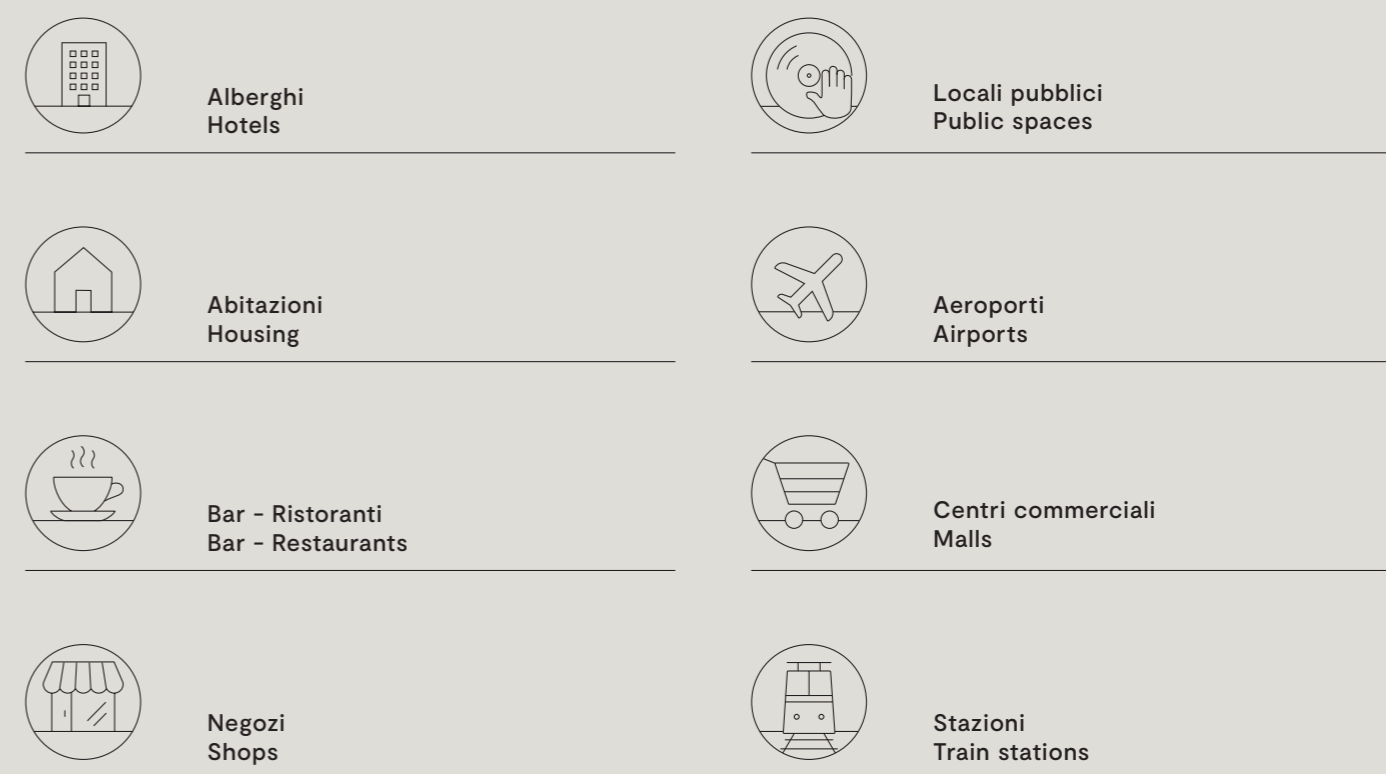 Alberghi
Hotels
Locali pubblici
Public spaces
Abitazioni
Housing
Aeroporti
Airports
Bar - Ristoranti
Bar - Restaurants
Centri commerciali
Malls
Negozi
Shops
Stazioni
Train stations